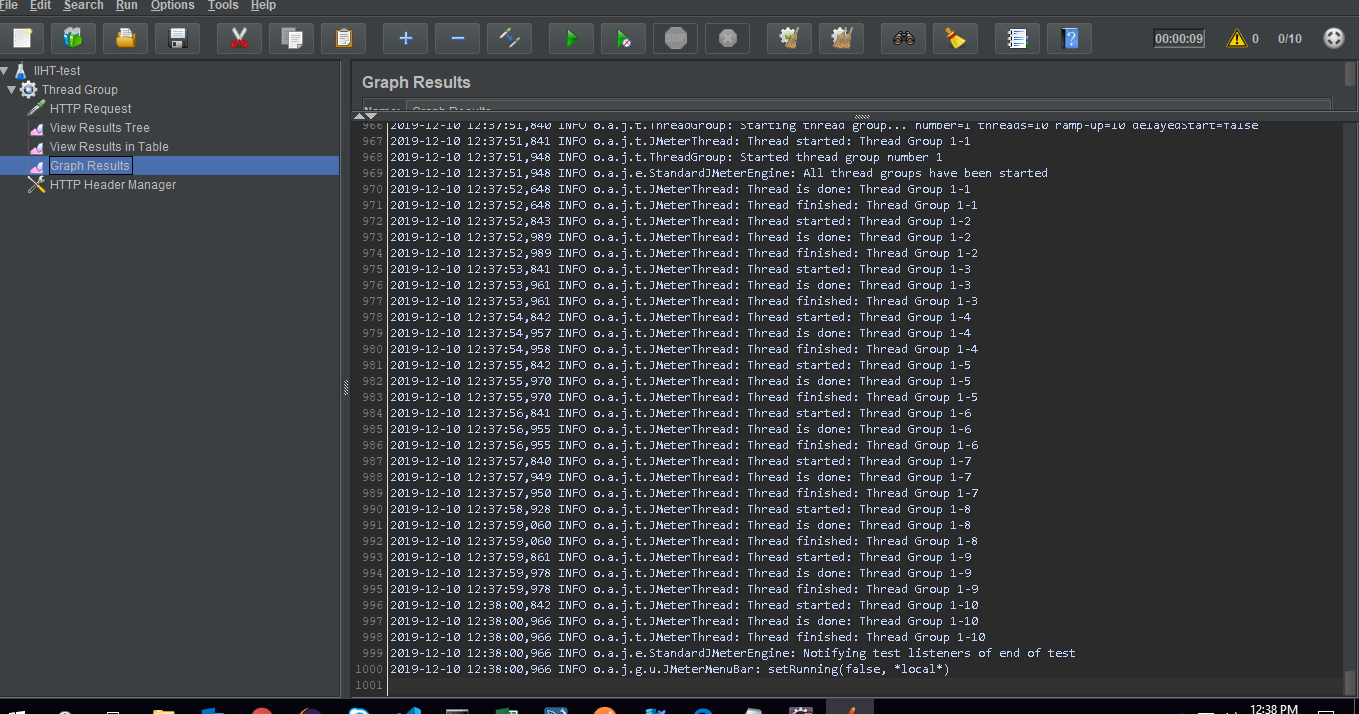 File Edit Search Run Options Tools Help
00:00:09 0 0/10
IIHT-test
Thread Group
HTTP Request
View Results Tree
View Results in Table
Graph Results
HTTP Header Manager
Graph Results
Name: Graph Results
966 2019-12-10 12:37:51,840 INFO o.a.j.t.ThreadGroup: Starting thread group... number=1 threads=10 ramp-up=10 delayedStart=false
967 2019-12-10 12:37:51,841 INFO o.a.j.t.JMeterThread: Thread started: Thread Group 1-1
968 2019-12-10 12:37:51,948 INFO o.a.j.t.ThreadGroup: Started thread group number 1
969 2019-12-10 12:37:51,948 INFO o.a.j.e.StandardJMeterEngine: All thread groups have been started
970 2019-12-10 12:37:52,648 INFO o.a.j.t.JMeterThread: Thread is done: Thread Group 1-1
971 2019-12-10 12:37:52,648 INFO o.a.j.t.JMeterThread: Thread finished: Thread Group 1-1
972 2019-12-10 12:37:52,843 INFO o.a.j.t.JMeterThread: Thread started: Thread Group 1-2
973 2019-12-10 12:37:52,989 INFO o.a.j.t.JMeterThread: Thread is done: Thread Group 1-2
974 2019-12-10 12:37:52,989 INFO o.a.j.t.JMeterThread: Thread finished: Thread Group 1-2
975 2019-12-10 12:37:53,841 INFO o.a.j.t.JMeterThread: Thread started: Thread Group 1-3
976 2019-12-10 12:37:53,961 INFO o.a.j.t.JMeterThread: Thread is done: Thread Group 1-3
977 2019-12-10 12:37:53,961 INFO o.a.j.t.JMeterThread: Thread finished: Thread Group 1-3
978 2019-12-10 12:37:54,842 INFO o.a.j.t.JMeterThread: Thread started: Thread Group 1-4
979 2019-12-10 12:37:54,957 INFO o.a.j.t.JMeterThread: Thread is done: Thread Group 1-4
980 2019-12-10 12:37:54,958 INFO o.a.j.t.JMeterThread: Thread finished: Thread Group 1-4
981 2019-12-10 12:37:55,842 INFO o.a.j.t.JMeterThread: Thread started: Thread Group 1-5
982 2019-12-10 12:37:55,970 INFO o.a.j.t.JMeterThread: Thread is done: Thread Group 1-5
983 2019-12-10 12:37:55,970 INFO o.a.j.t.JMeterThread: Thread finished: Thread Group 1-5
984 2019-12-10 12:37:56,841 INFO o.a.j.t.JMeterThread: Thread started: Thread Group 1-6
985 2019-12-10 12:37:56,955 INFO o.a.j.t.JMeterThread: Thread is done: Thread Group 1-6
986 2019-12-10 12:37:56,955 INFO o.a.j.t.JMeterThread: Thread finished: Thread Group 1-6
987 2019-12-10 12:37:57,840 INFO o.a.j.t.JMeterThread: Thread started: Thread Group 1-7
988 2019-12-10 12:37:57,949 INFO o.a.j.t.JMeterThread: Thread is done: Thread Group 1-7
989 2019-12-10 12:37:57,950 INFO o.a.j.t.JMeterThread: Thread finished: Thread Group 1-7
990 2019-12-10 12:37:58,928 INFO o.a.j.t.JMeterThread: Thread started: Thread Group 1-8
991 2019-12-10 12:37:59,060 INFO o.a.j.t.JMeterThread: Thread is done: Thread Group 1-8
992 2019-12-10 12:37:59,060 INFO o.a.j.t.JMeterThread: Thread finished: Thread Group 1-8
993 2019-12-10 12:37:59,861 INFO o.a.j.t.JMeterThread: Thread started: Thread Group 1-9
994 2019-12-10 12:37:59,978 INFO o.a.j.t.JMeterThread: Thread is done: Thread Group 1-9
995 2019-12-10 12:37:59,978 INFO o.a.j.t.JMeterThread: Thread finished: Thread Group 1-9
996 2019-12-10 12:38:00,842 INFO o.a.j.t.JMeterThread: Thread started: Thread Group 1-10
997 2019-12-10 12:38:00,966 INFO o.a.j.t.JMeterThread: Thread is done: Thread Group 1-10
998 2019-12-10 12:38:00,966 INFO o.a.j.t.JMeterThread: Thread finished: Thread Group 1-10
999 2019-12-10 12:38:00,966 INFO o.a.j.e.StandardJMeterEngine: Notifying test listeners of end of test
1000 2019-12-10 12:38:00,966 INFO o.a.j.g.u.JMeterMenuBar: setRunning(false, *local*)
1001
12:38 PM